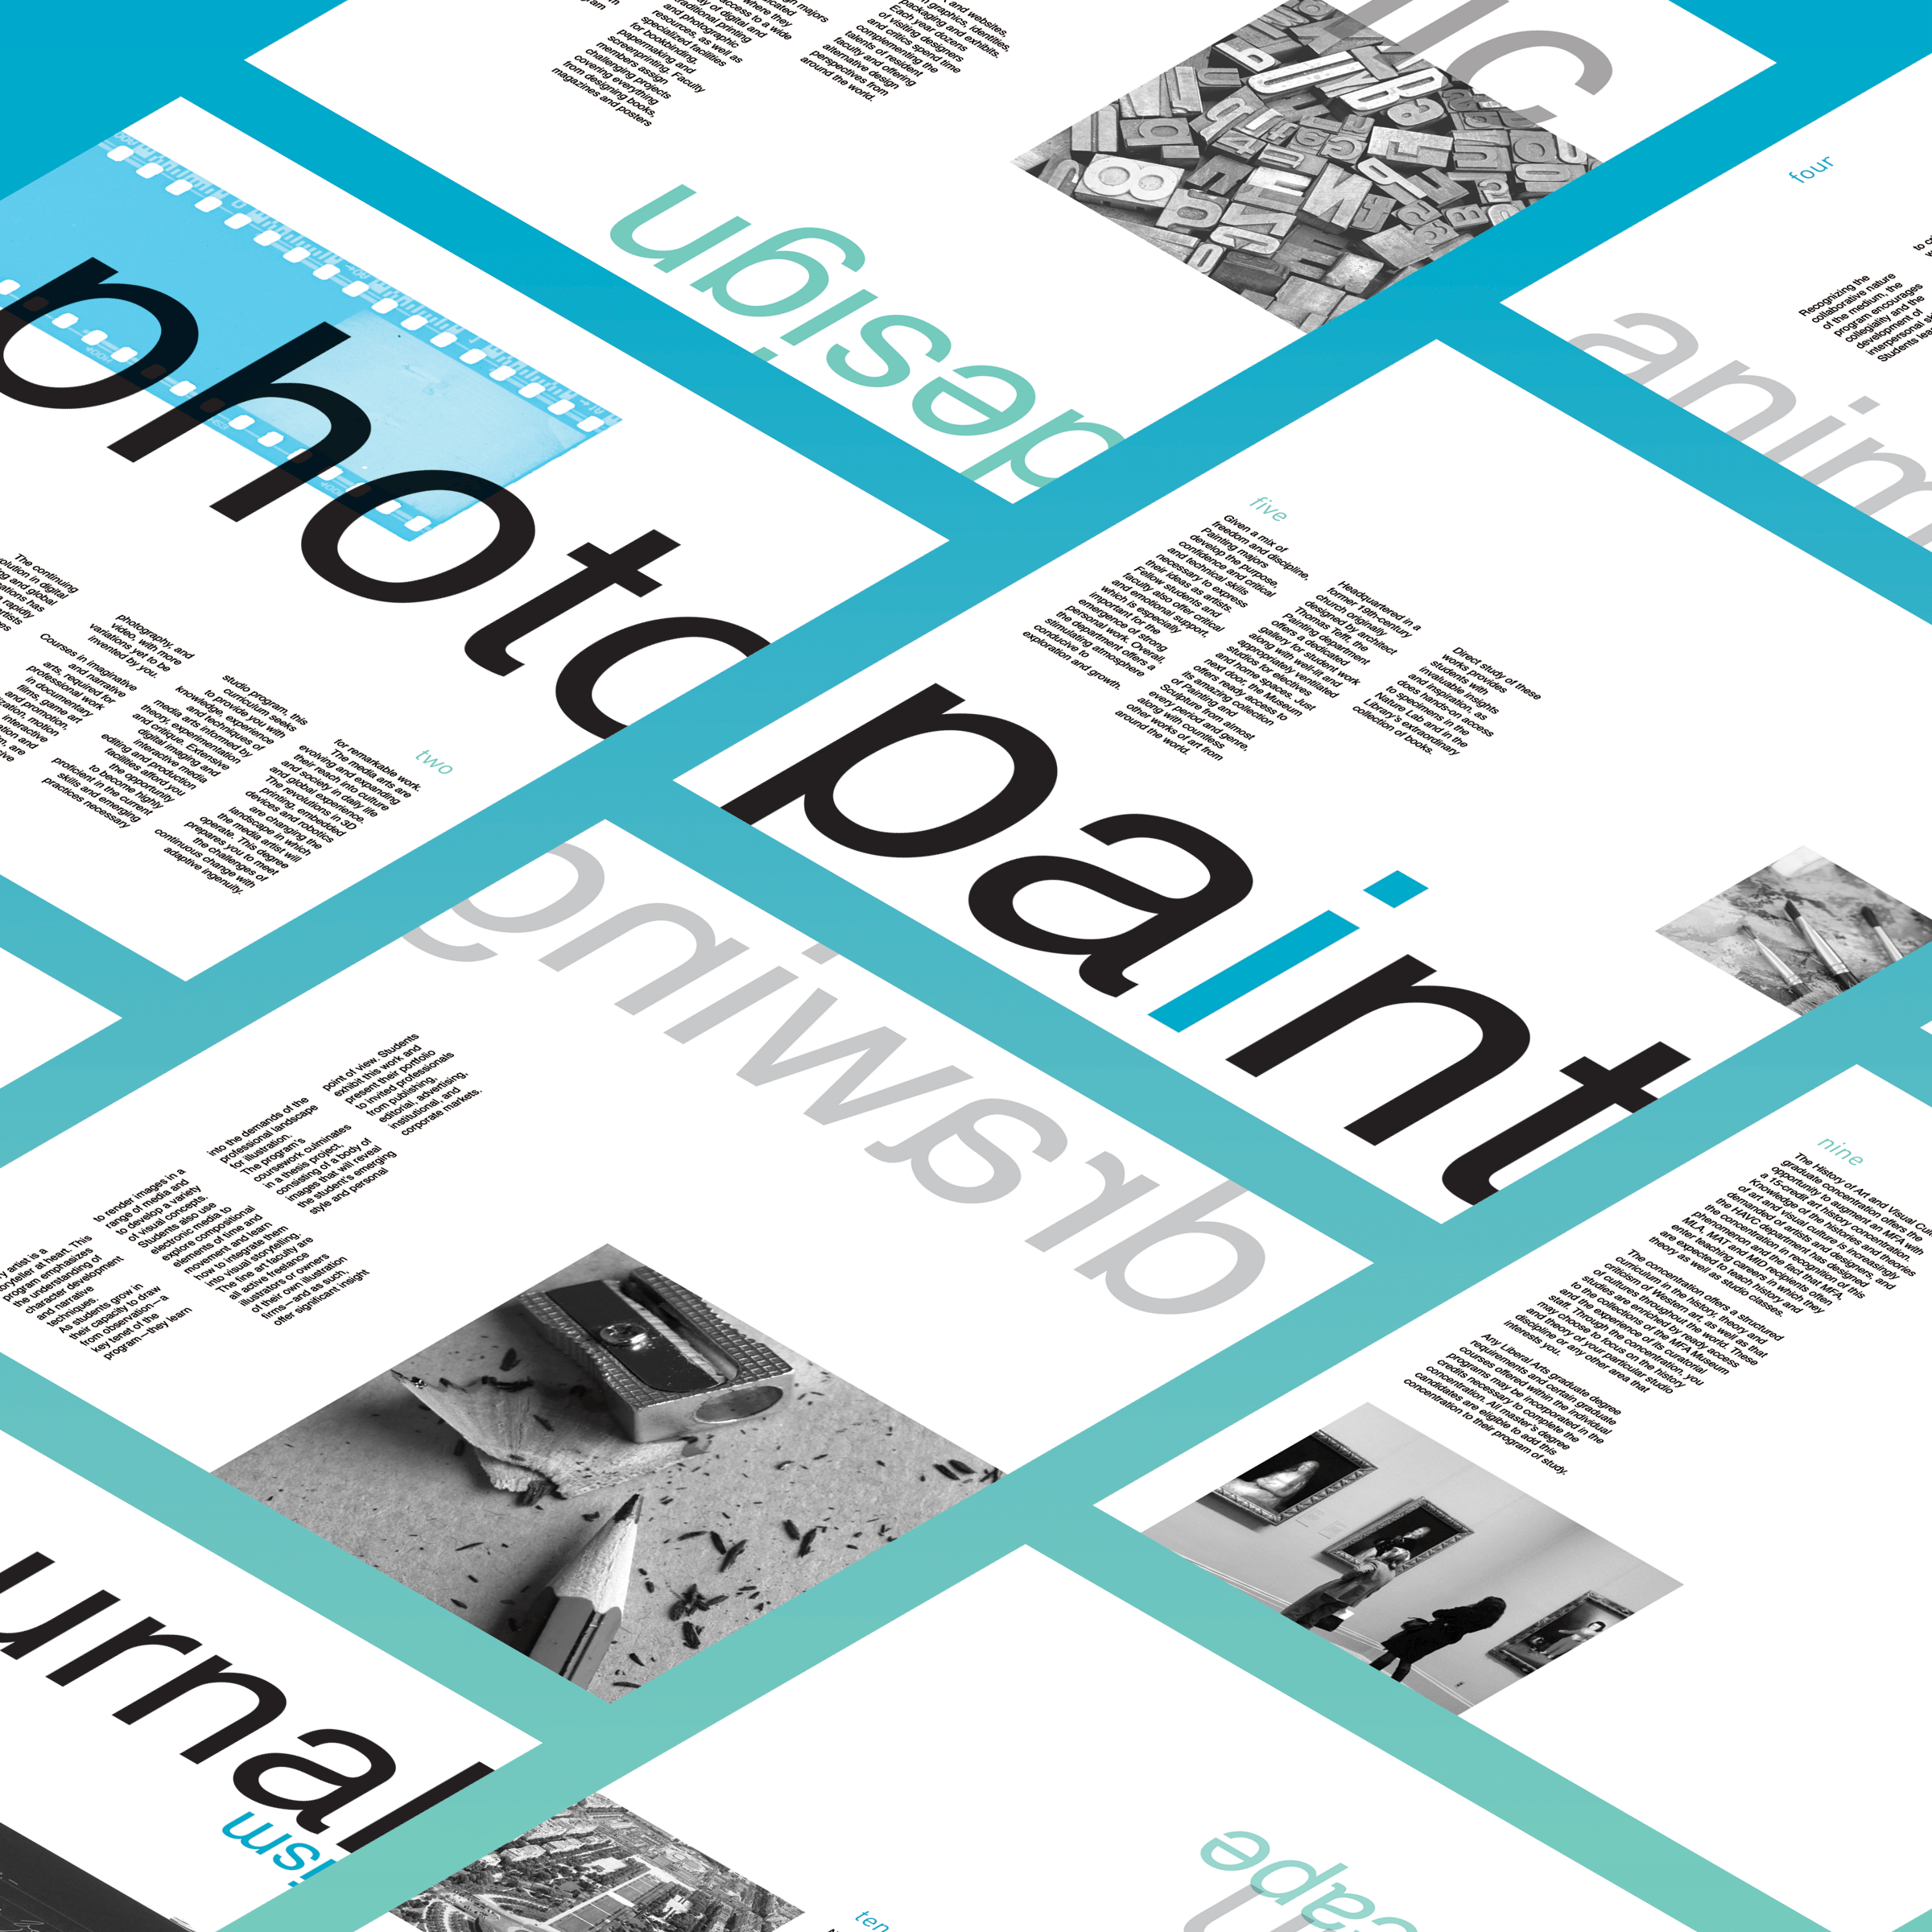 and websites,
graphics, identities,
packaging and exhibits.
Each year dozens
of visiting designers
and critics spend time
complementing the
talents of resident
faculty and offering
alternative design
perspectives from
around the world.
majors
where they
access to a wide
of digital and
traditional printing
and photographic
resources, as well as
specialized facilities
for bookbinding,
papermaking and
screenprinting. Faculty
members assign
challenging projects
covering everything
from designing books,
magazines and posters
design
four
Recognizing the
collaborative nature
of the medium, the
program encourages
collegiality and the
development of
interpersonal
Students
anim
photo
The continuing
in digital
and global
has
rapidly
photography, and
video, with more
variations yet to be
invented by you.
Courses in imaginative
and narrative
arts, required for
professional work
in documentary
films, game art
and promotion,
motion
interactive
and
are
studio program, this
curriculum seeks
to provide you with
knowledge, experience
and techniques of
media arts informed by
theory, experimentation
and critique. Extensive
digital imaging and
interactive media
editing and production
facilities afford you
the opportunity
to become highly
proficient in the current
skills and emerging
practices necessary
two
for remarkable work.
The media arts are
evolving and expanding
their reach into culture
and society in daily life
and global experience.
The revolutions in 3D
printing, embedded
devices and robotics
are changing the
landscape in which
the media artist will
operate. This degree
prepares you to meet
the challenges of
continuous change with
adaptive ingenuity.
five
Given a mix of
freedom and discipline,
Painting majors
develop the purpose,
confidence and critical
and technical skills
necessary to express
their ideas as artists.
Fellow students and
faculty also offer critical
and emotional support,
which is especially
important for the
emergence of strong
personal work. Overall,
the department offers a
stimulating atmosphere
conducive to
exploration and growth.
Headquartered in a
former 19th-century
church originally
designed by architect
Thomas Tefft, the
Painting department
offers a dedicated
gallery for student work
along with well-lit and
appropriately ventilated
studios for electives
and home spaces. Just
next door, the Museum
offers ready access to
its amazing collection
of Painting and
Sculpture from almost
every period and genre,
along with countless
other works of art from
around the world.
Direct study of these
works provides
students with
invaluable insights
and inspiration, as
does hands-on access
to specimens in the
Nature Lab and in the
Library's extraordinary
collection of books.
paint
drawing
artist is a
storyteller at heart. This
program emphasizes
the understanding of
character development
and narrative
techniques.
As students grow in
their capacity to draw
from observation—a
key tenet of the
program—they learn
to render images in a
range of media and
to develop a variety
of visual concepts.
Students also use
electronic media to
explore compositional
elements of time and
movement and learn
how to integrate them
into visual storytelling.
The fine art faculty are
all active freelance
illustrators or owners
of their own illustration
firms—and as such,
offer significant insight
into the demands of the
professional landscape
for illustration.
The program's
coursework culminates
in a thesis project,
consisting of a body of
images that will reveal
the student's emerging
style and personal
point of view. Students
exhibit this work and
present their portfolio
to invited professionals
from publishing,
editorial, advertising,
institutional, and
corporate markets.
nine
The History of Art and Visual
graduate concentration offers the
opportunity to augment an MFA with
a 15-credit art history concentration.
Knowledge of the histories and theories
of art and visual culture is increasingly
demanded of artists and designers, and
the HAVC department has designed
the concentration in recognition of this
phenomenon and the fact that MFA,
MLA, MAT and MID recipients often
enter teaching careers in which they
are expected to teach history and
theory as well as studio classes.
The concentration offers a structured
curriculum in the history, theory and
criticism of Western art, as well as that
of cultures throughout the world. These
studies are enriched by ready access
to the collections of the MFA Museum
and the experience of its curatorial
staff. Through the concentration, you
may choose to focus on the history
and theory of your particular studio
discipline or any other area that
interests you.
Any Liberal Arts graduate degree
requirements and certain graduate
courses offered within the individual
programs may be incorporated in the
credits necessary to complete the
concentration. All master's degree
candidates are eligible to add this
concentration to their program of study.
urnal
ism
ten
cape